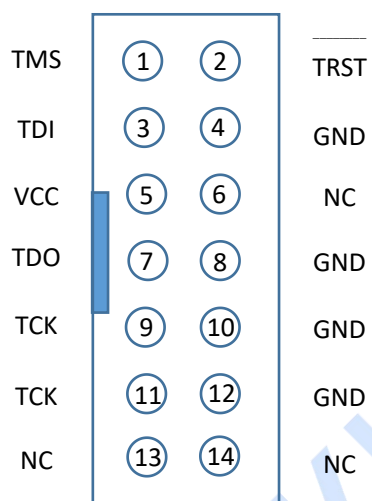 TMS 1 2 TRST
TDI 3 4 GND
VCC 5 6 NC
TDO 7 8 GND
TCK 9 10 GND
TCK 11 12 GND
NC 13 14 NC